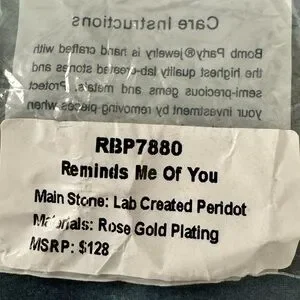 Care Instructions
Bomb Party® jewelry is hand crafted with
the highest quality lab-created stones and
semi-precious gems and metals. Protect
your investment by removing pieces when
RBP7880
Reminds Me Of You
Main Stone: Lab Created Peridot
Materials: Rose Gold Plating
MSRP: $128